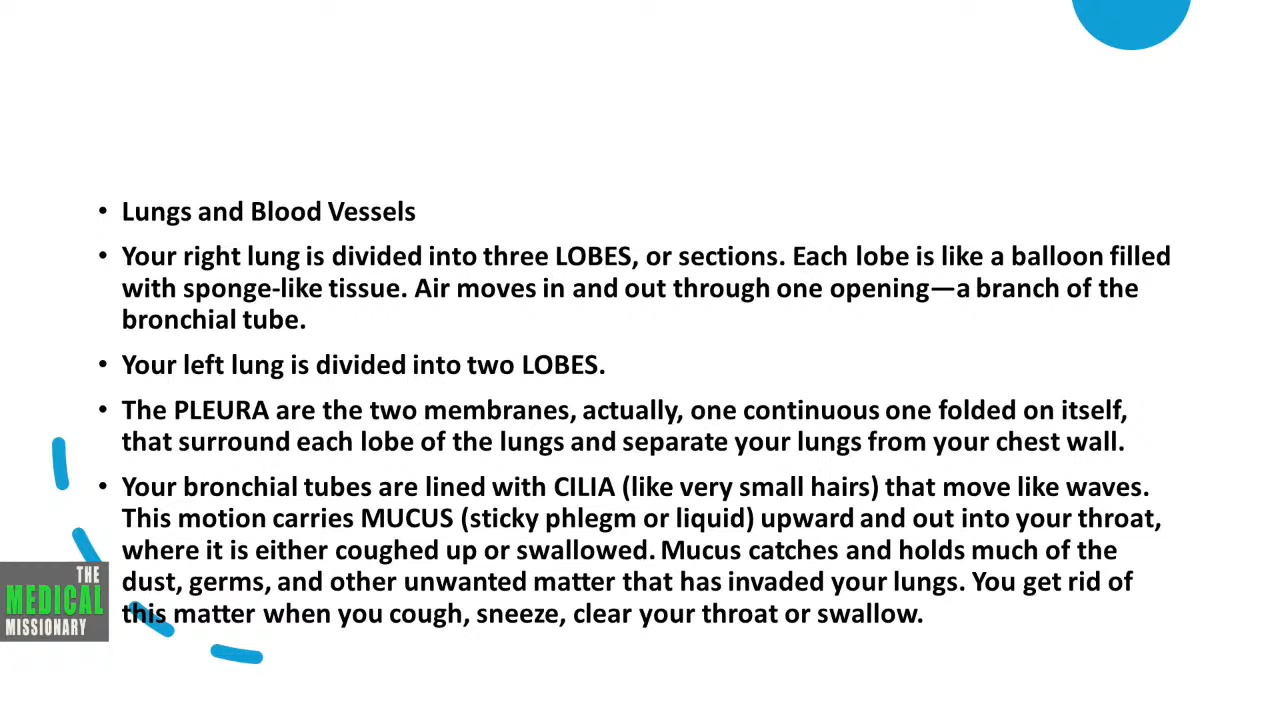 • Lungs and Blood Vessels
• Your right lung is divided into three LOBES, or sections. Each lobe is like a balloon filled
with sponge-like tissue. Air moves in and out through one opening—a branch of the
bronchial tube.
• Your left lung is divided into two LOBES.
• The PLEURA are the two membranes, actually, one continuous one folded on itself,
that surround each lobe of the lungs and separate your lungs from your chest wall.
• Your bronchial tubes are lined with CILIA (like very small hairs) that move like waves.
This motion carries MUCUS (sticky phlegm or liquid) upward and out into your throat,
where it is either coughed up or swallowed. Mucus catches and holds much of the
dust, germs, and other unwanted matter that has invaded your lungs. You get rid of
this matter when you cough, sneeze, clear your throat or swallow.
THE
MEDICAL
MISSIONARY